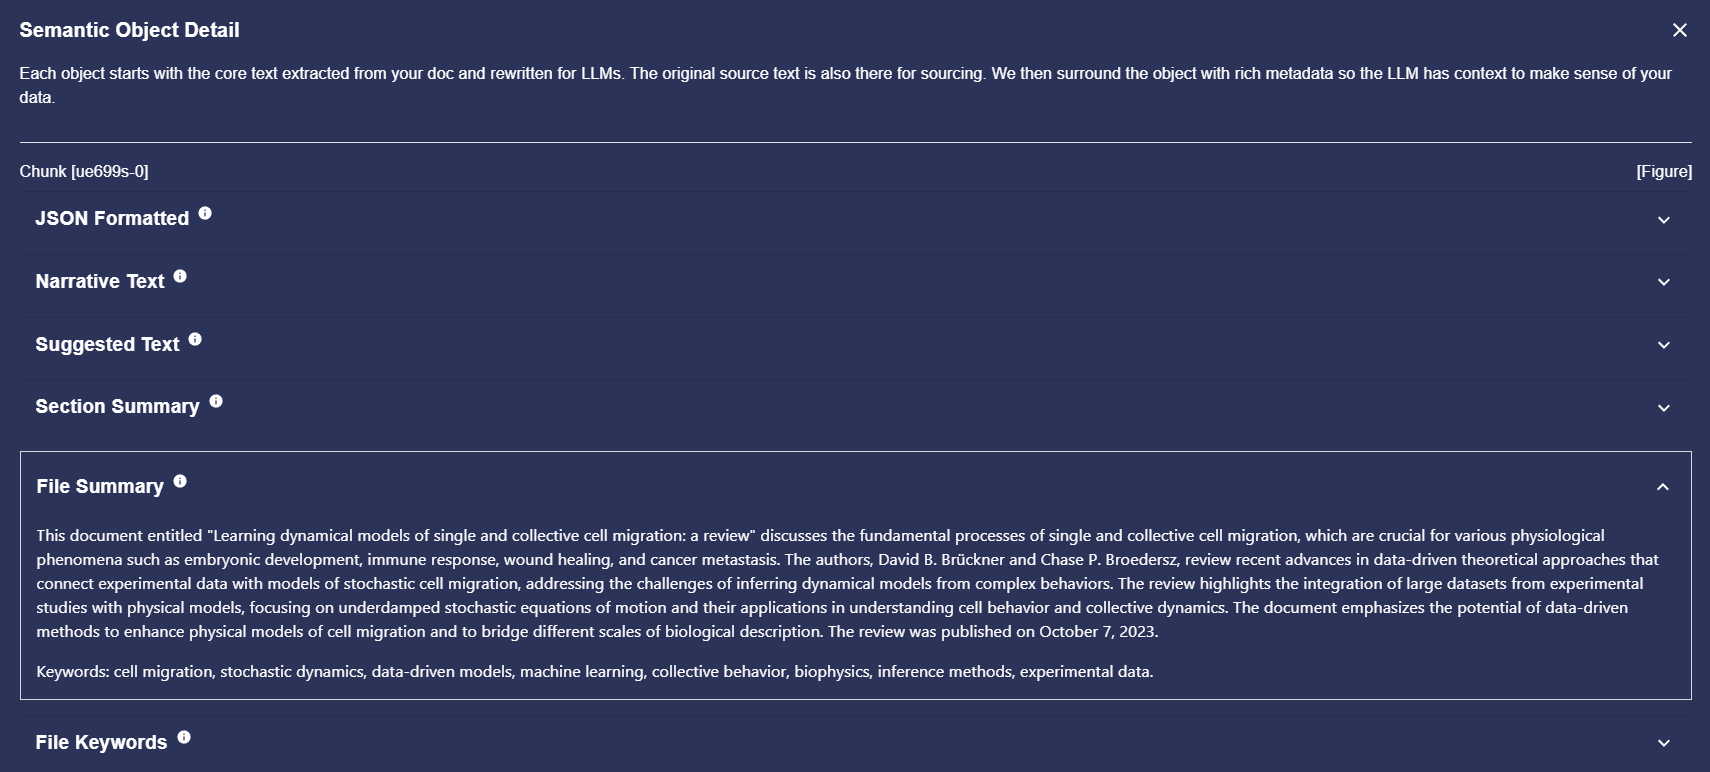 Semantic Object Detail
Each object starts with the core text extracted from your doc and rewritten for LLMs. The original source text is also there for sourcing. We then surround the object with rich metadata so the LLM has context to make sense of your
data.
Chunk [ue699s-0]
[Figure]
JSON Formatted
Narrative Text
Suggested Text
Section Summary
File Summary
This document entitled "Learning dynamical models of single and collective cell migration: a review" discusses the fundamental processes of single and collective cell migration, which are crucial for various physiological
phenomena such as embryonic development, immune response, wound healing, and cancer metastasis. The authors, David B. Brückner and Chase P. Broedersz, review recent advances in data-driven theoretical approaches that
connect experimental data with models of stochastic cell migration, addressing the challenges of inferring dynamical models from complex behaviors. The review highlights the integration of large datasets from experimental
studies with physical models, focusing on underdamped stochastic equations of motion and their applications in understanding cell behavior and collective dynamics. The document emphasizes the potential of data-driven
methods to enhance physical models of cell migration and to bridge different scales of biological description. The review was published on October 7, 2023.
Keywords: cell migration, stochastic dynamics, data-driven models, machine learning, collective behavior, biophysics, inference methods, experimental data.
File Keywords